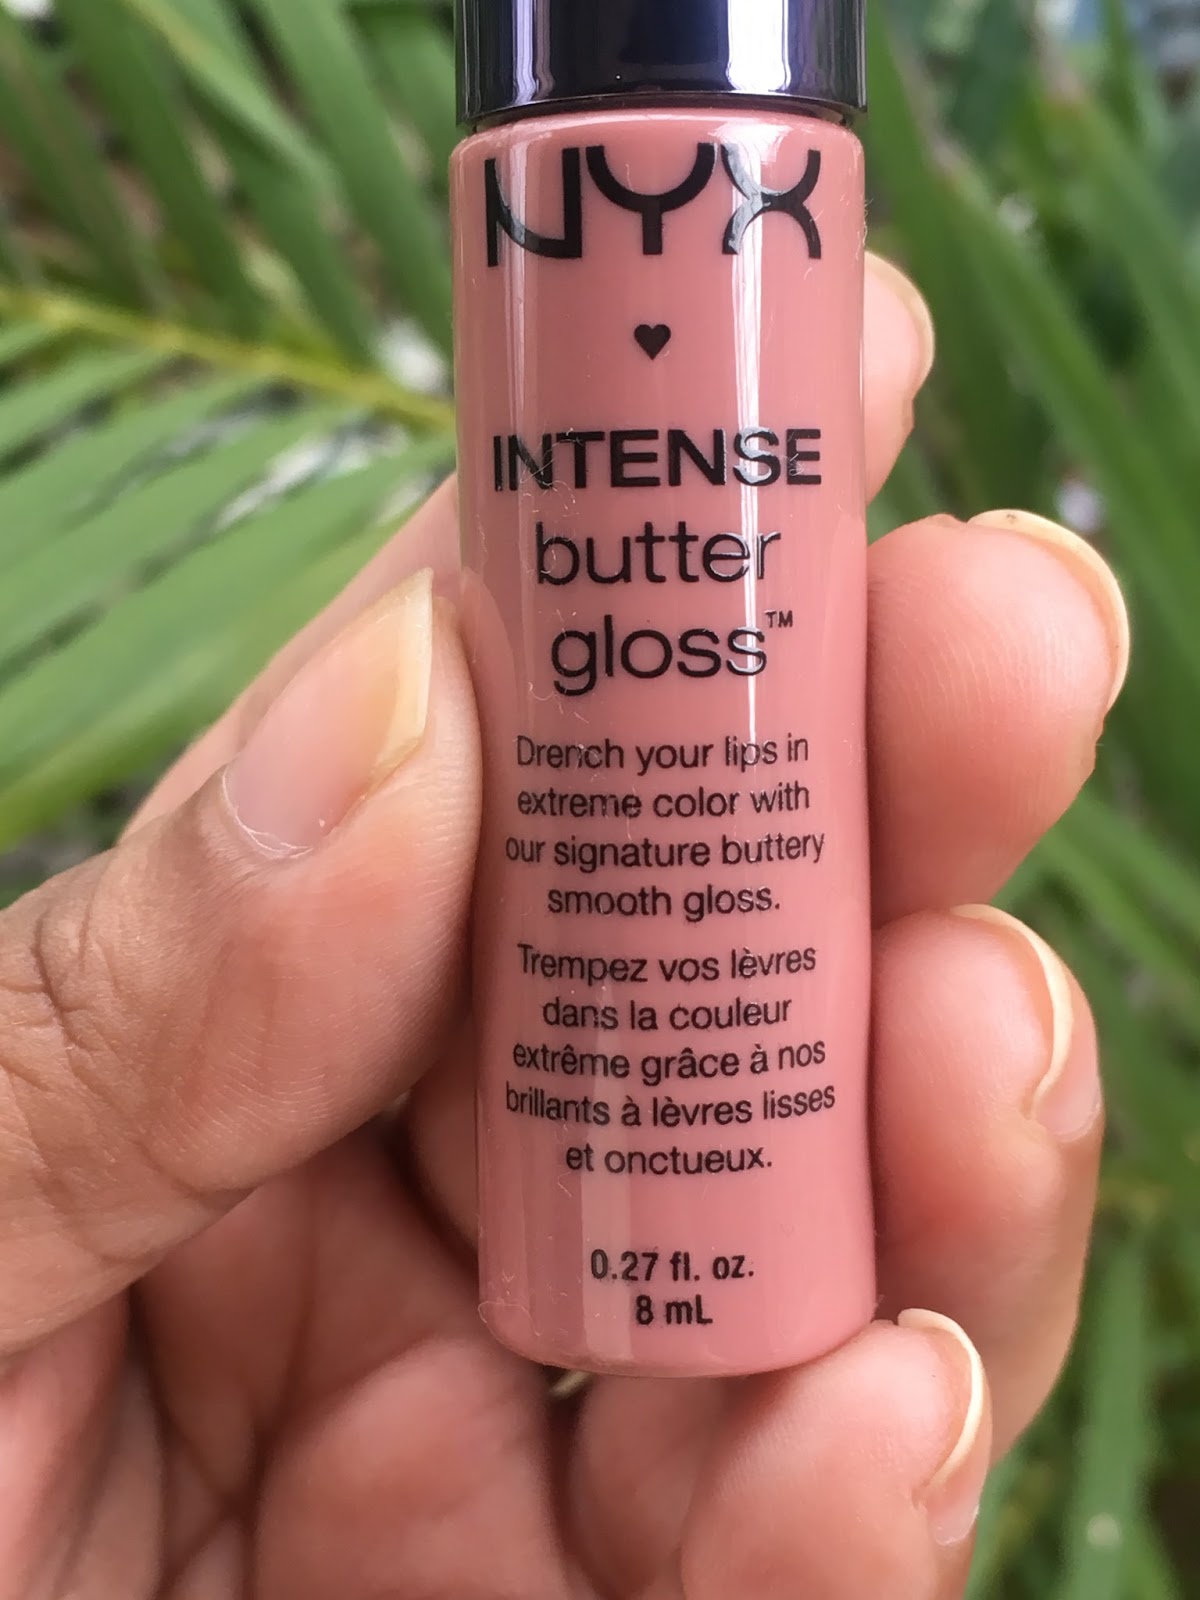 NYX
♥
INTENSE
butter
gloss™
Drench your lips in
extreme color with
our signature buttery
smooth gloss.
Trempez vos lèvres
dans la couleur
extrême grâce à nos
brillants à lèvres lisses
et onctueux.
0.27 fl. oz.
8 mL